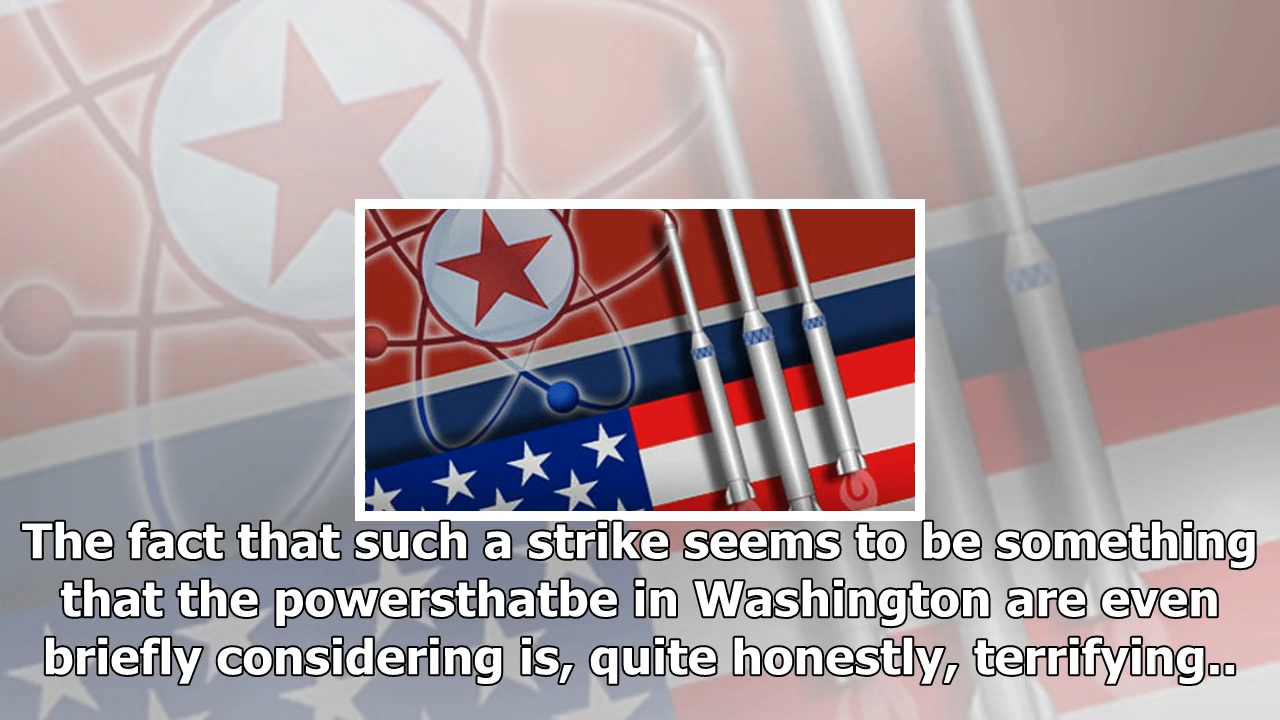 The fact that such a strike seems to be something
that the powersthatbe in Washington are even
briefly considering is, quite honestly, terrifying..